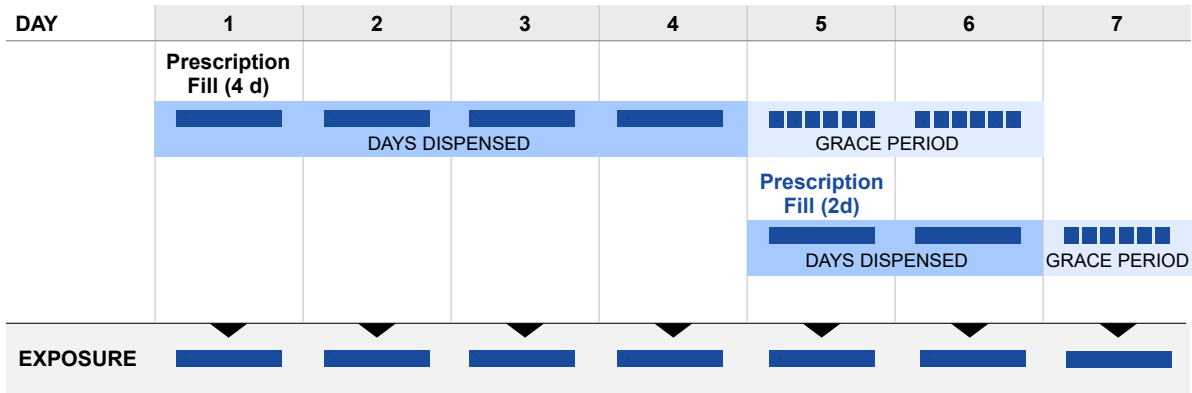 DAY 1 2 3 4 5 6 7
Prescription
Fill (4 d)
DAYS DISPENSED GRACE PERIOD
Prescription
Fill (2d)
DAYS DISPENSED GRACE PERIOD
EXPOSURE